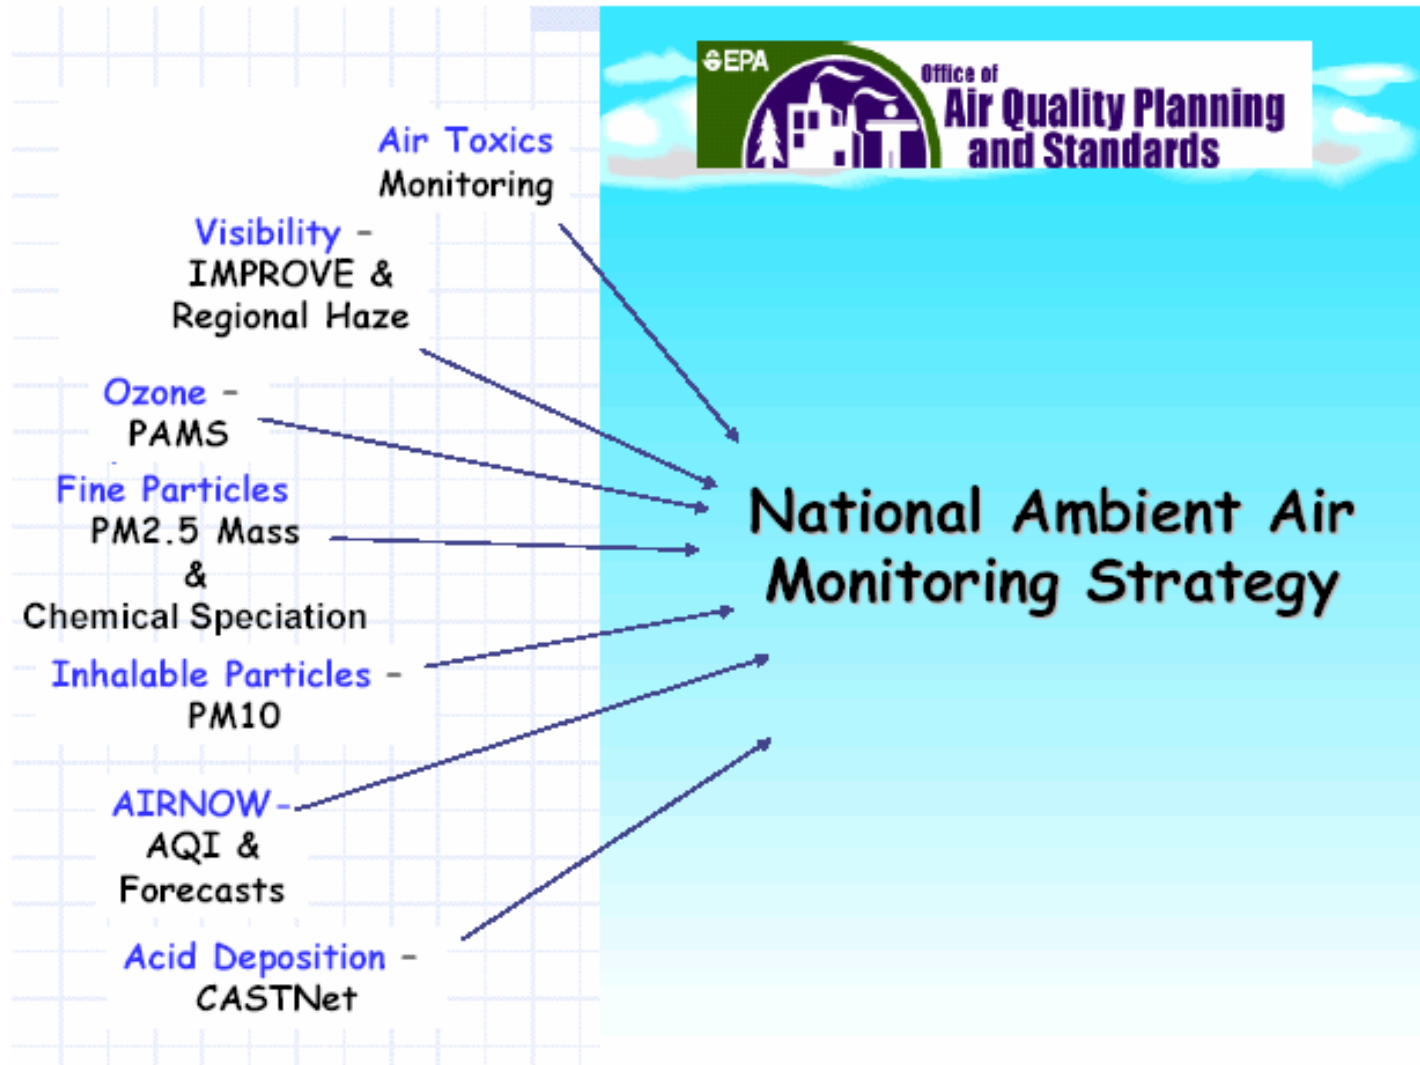 EPA
Office of
Air Quality Planning
and Standards
Air Toxics
Monitoring
Visibility –
IMPROVE &
Regional Haze
Ozone –
PAMS
Fine Particles
PM2.5 Mass
&
Chemical Speciation
Inhalable Particles –
PM10
AIRNOW-
AQI &
Forecasts
Acid Deposition –
CASTNet
National Ambient Air
Monitoring Strategy